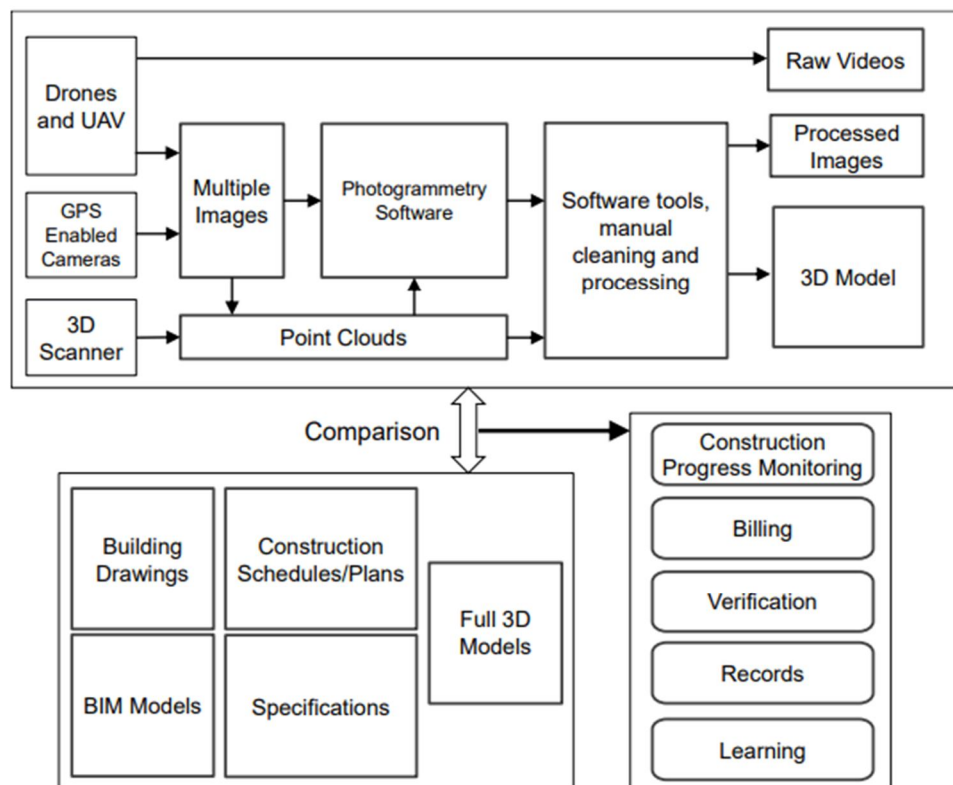 Drones
and UAV
Raw Videos
GPS
Enabled
Cameras
Multiple
Images
Photogrammetry
Software
Software tools,
manual
cleaning and
processing
Processed
Images
3D Model
3D
Scanner
Point Clouds
Comparison
Building
Drawings
Construction
Schedules/Plans
BIM Models
Specifications
Full 3D
Models
Construction
Progress Monitoring
Billing
Verification
Records
Learning